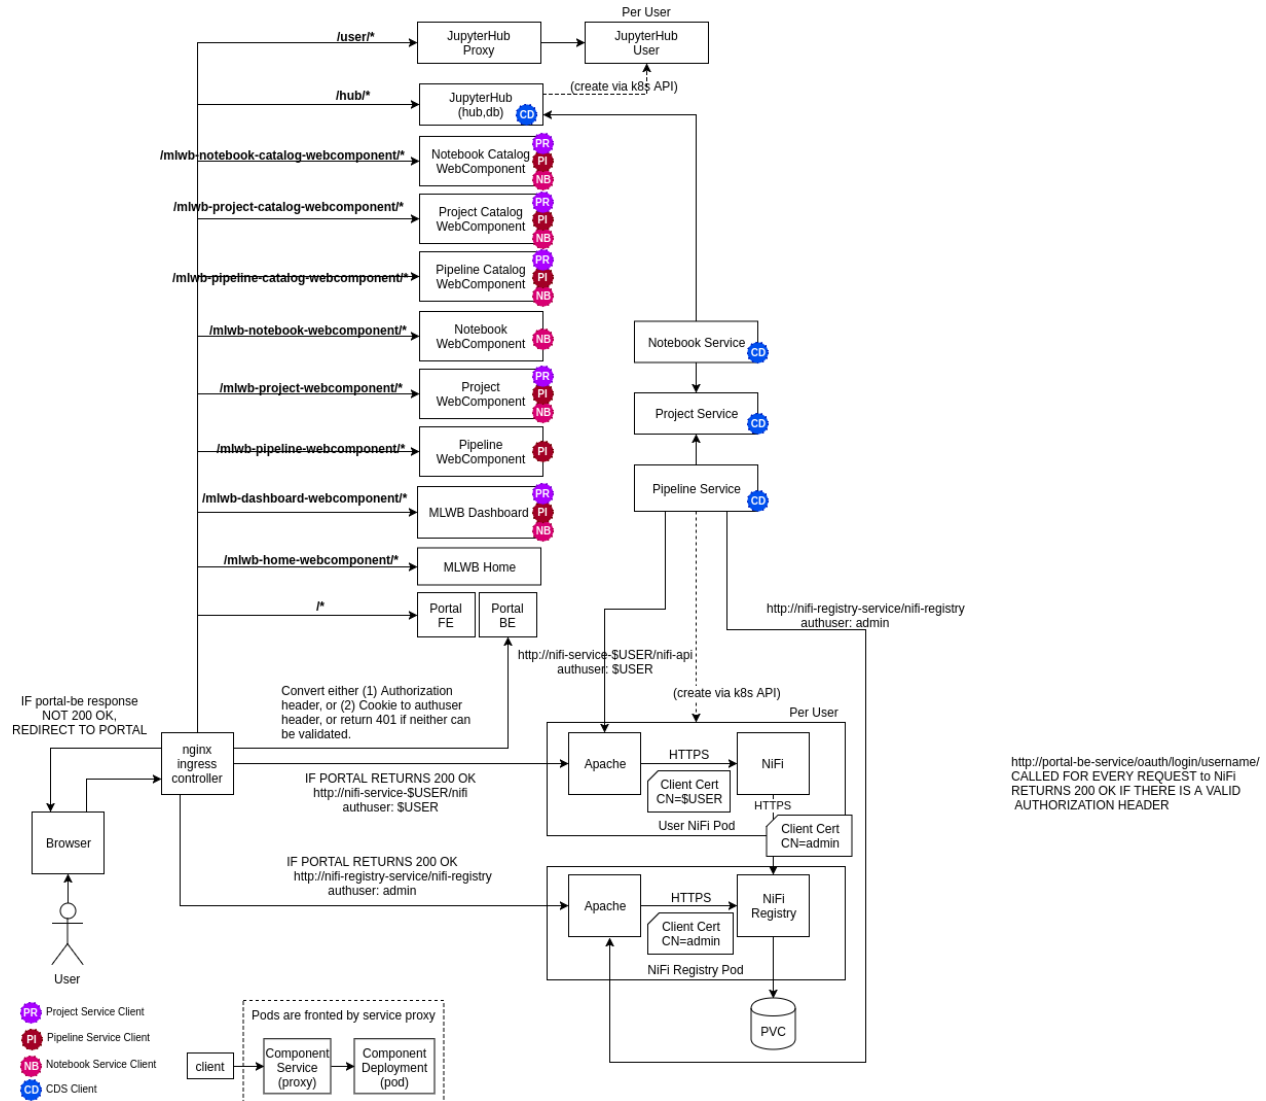 Per User
/user/*
JupyterHub
Proxy
JupyterHub
User
(create via k8s API)
/hub/*
JupyterHub
(hub,db)
CD
/mlwb-notebook-catalog-webcomponent/*
Notebook Catalog
WebComponent
PR
PI
NB
/mlwb-project-catalog-webcomponent/*
Project Catalog
WebComponent
PR
PI
NB
/mlwb-pipeline-catalog-webcomponent/*
Pipeline Catalog
WebComponent
PR
PI
NB
/mlwb-notebook-webcomponent/*
Notebook
WebComponent
NB
Notebook Service
CD
/mlwb-project-webcomponent/*
Project
WebComponent
PR
PI
NB
Project Service
CD
/mlwb-pipeline-webcomponent/*
Pipeline
WebComponent
PI
Pipeline Service
CD
/mlwb-dashboard-webcomponent/*
MLWB Dashboard
PR
PI
NB
/mlwb-home-webcomponent/*
MLWB Home
/*
Portal
FE
Portal
BE
http://nifi-registry-service/nifi-registry
authuser: admin
http://nifi-service-$USER/nifi-api
authuser: $USER
(create via k8s API)
IF portal-be response
NOT 200 OK,
REDIRECT TO PORTAL
Convert either (1) Authorization
header, or (2) Cookie to authuser
header, or return 401 if neither can
be validated.
Per User
nginx
ingress
controller
Apache
HTTPS
NiFi
Client Cert
CN=$USER
HTTPS
User NiFi Pod
Client Cert
CN=admin
IF PORTAL RETURNS 200 OK
http://nifi-service-$USER/nifi
authuser: $USER
http://portal-be-service/oauth/login/username/
CALLED FOR EVERY REQUEST to NiFi
RETURNS 200 OK IF THERE IS A VALID
AUTHORIZATION HEADER
Browser
IF PORTAL RETURNS 200 OK
http://nifi-registry-service/nifi-registry
authuser: admin
Apache
HTTPS
NiFi
Registry
Client Cert
CN=admin
NiFi Registry Pod
User
PVC
PR Project Service Client
PI Pipeline Service Client
NB Notebook Service Client
CD CDS Client
Pods are fronted by service proxy
client
Component
Service
(proxy)
Component
Deployment
(pod)